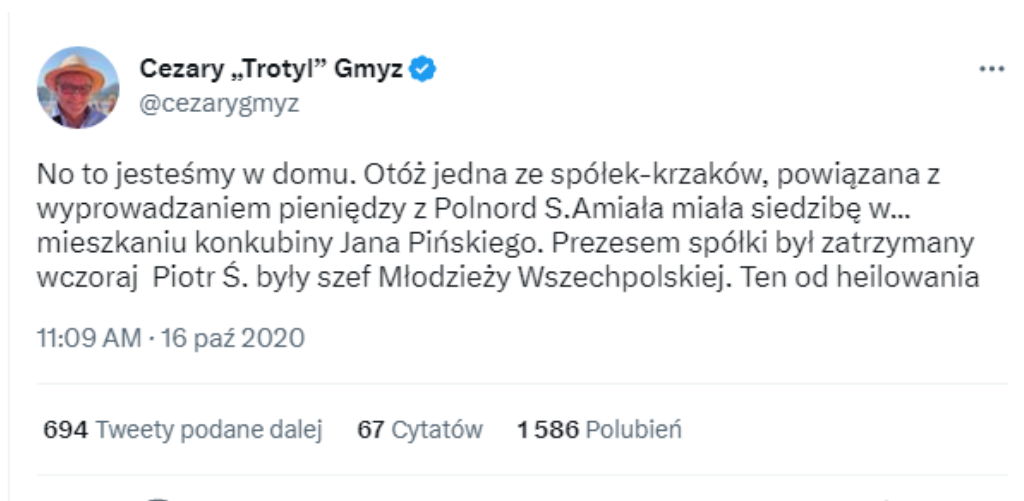 Cezary „Trotyl” Gmyz
@cezarygmyz
No to jesteśmy w domu. Otóż jedna ze spółek-krzaków, powiązana z
wyprowadzaniem pieniędzy z Polnord S.Amiała miała siedzibę w...
mieszkaniu konkubiny Jana Pińskiego. Prezesem spółki był zatrzymany
wczoraj  Piotr Ś. były szef Młodzieży Wszechpolskiej. Ten od heilowania
11:09 AM · 16 paź 2020
694 Tweety podane dalej 67 Cytatów 1 586 Polubień